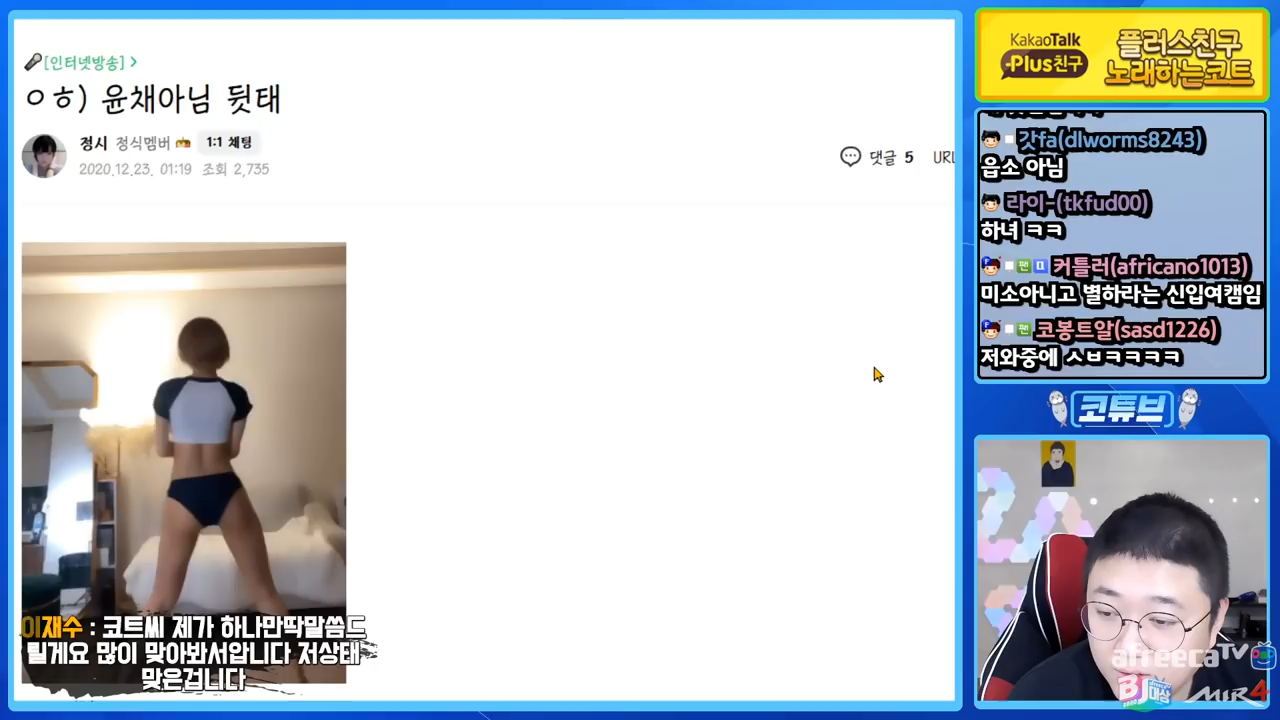 [인터넷방송] >
ㅇㅎ) 윤채아님 뒷태
정시 정식멤버 1:1 채팅
2020.12.23. 01:19 조회 2,735
댓글 5 URL
이재수 : 코트씨 제가 하나만딱말씀드
릴게요 많이 맞아봐서압니다 저상태
맞은겁니다
KakaoTalk
Plus친구
플러스친구
노래하는코트
갓fa(dlworms8243)
읍소 아님
라이-(tkfud00)
하녀 ㅋㅋ
팬
커틀러(africano1013)
미소아니고 별하라는 신입여캠임
팬
코봉트알(sasd1226)
저와중에 ㅅㅂㅋㅋㅋㅋ
코튜브
afreecaTV
BJ대상
MIR4